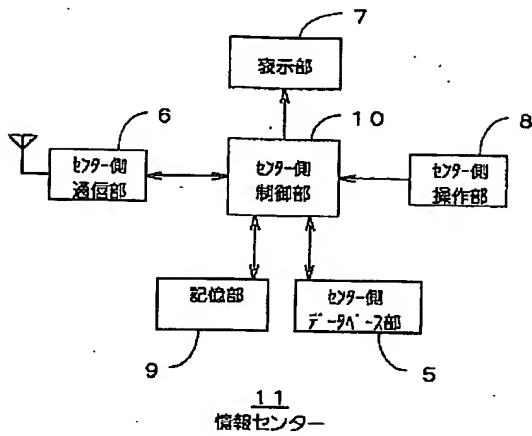 7
表示部
6
10
8
センター側
通信部
センター側
制御部
センター側
操作部
記位部
センター側
データベース部
9
5
11
情報センター